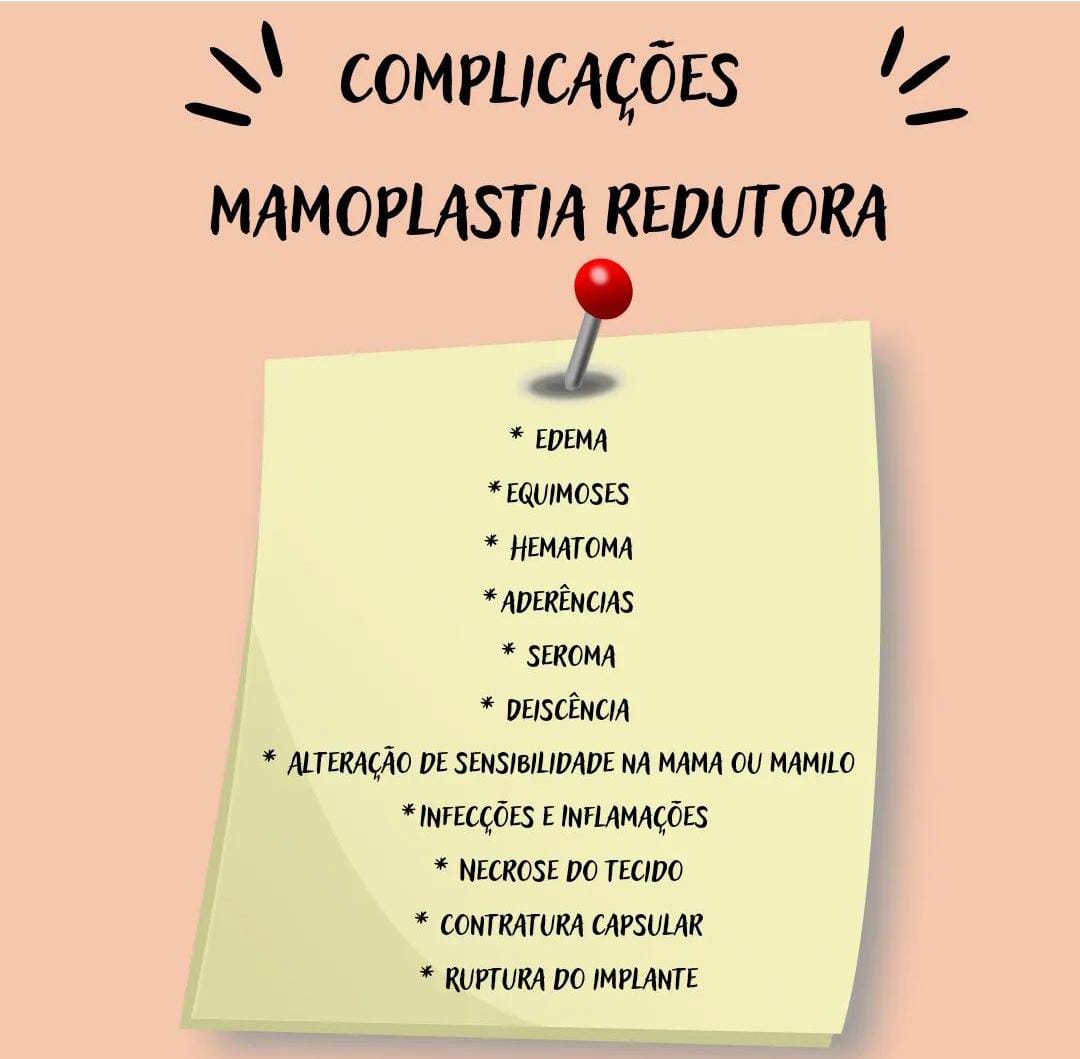 COMPLICAÇÕES
MAMOPLASTIA REDUTORA
* EDEMA
* EQUIMOSES
* HEMATOMA
* ADERÊNCIAS
* SEROMA
* DEISCÊNCIA
* ALTERAÇÃO DE SENSIBILIDADE NA MAMA OU MAMILO
* INFECÇÕES E INFLAMAÇÕES
* NECROSE DO TECIDO
* CONTRATURA CAPSULAR
* RUPTURA DO IMPLANTE